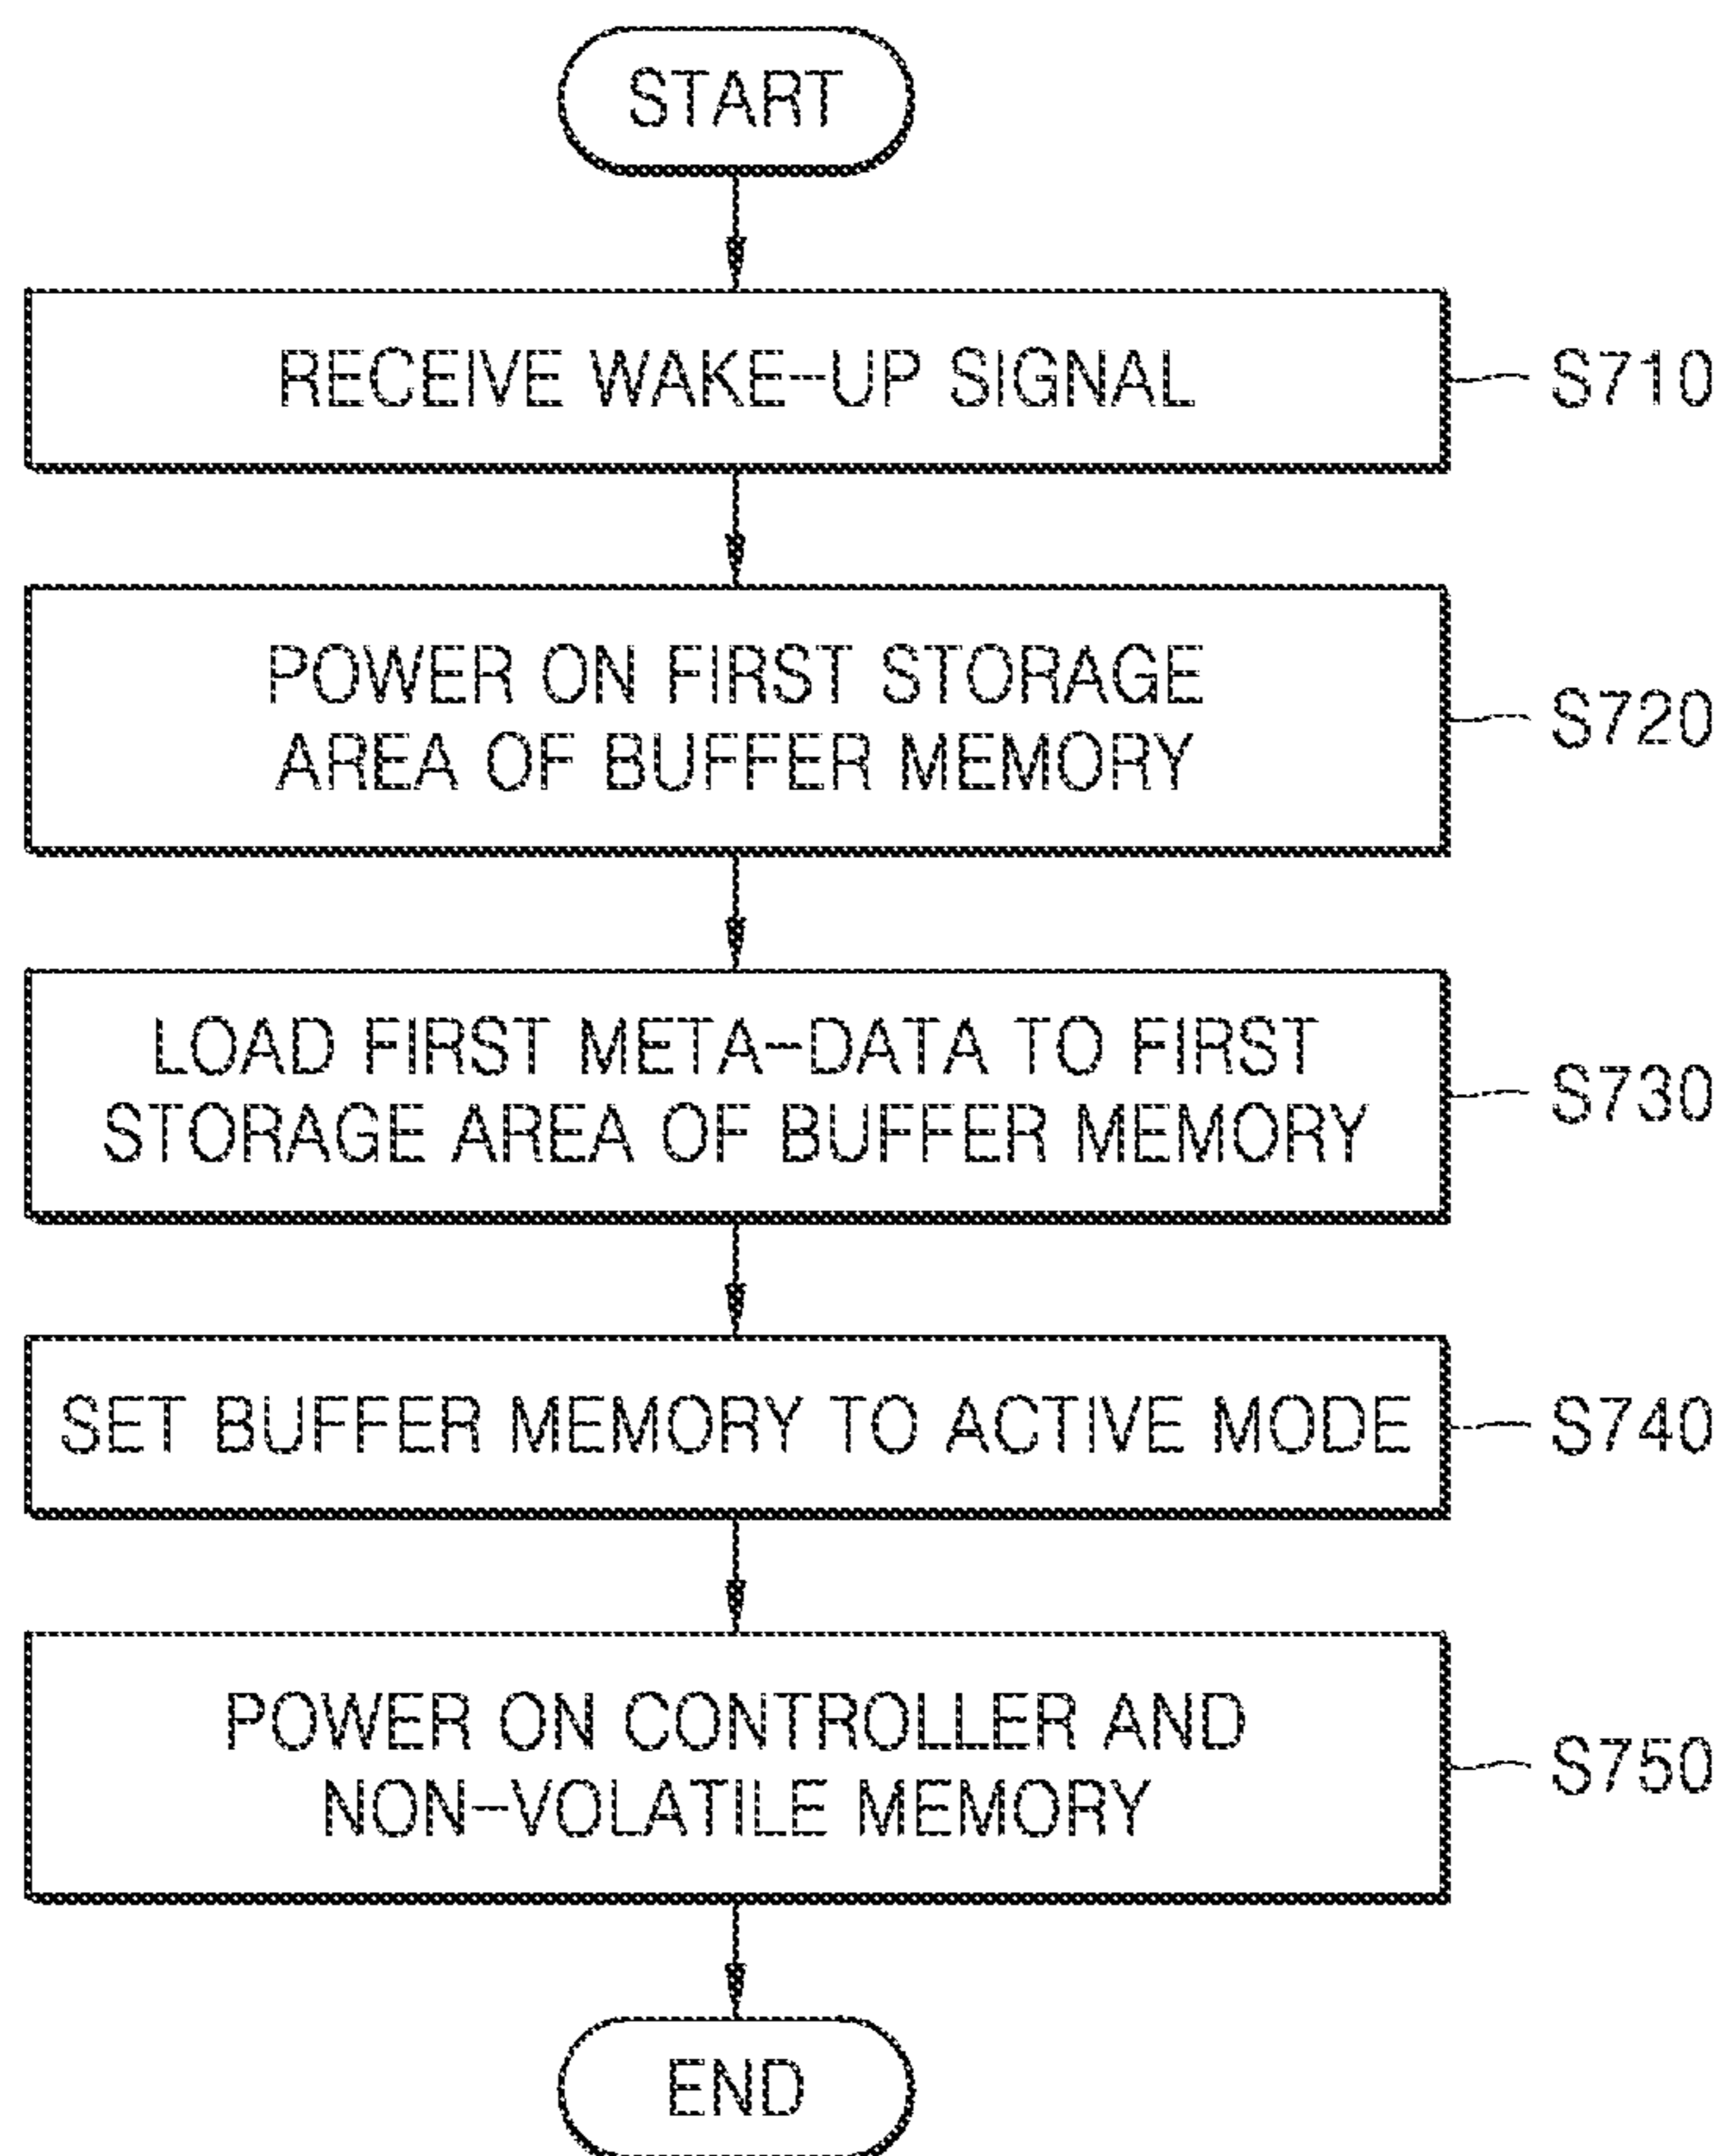 START
RECEIVE WAKE-UP SIGNAL
S710
POWER ON FIRST STORAGE
AREA OF BUFFER MEMORY
S720
LOAD FIRST META-DATA TO FIRST
STORAGE AREA OF BUFFER MEMORY
S730
SET BUFFER MEMORY TO ACTIVE MODE
S740
POWER ON CONTROLLER AND
NON-VOLATILE MEMORY
S750
END